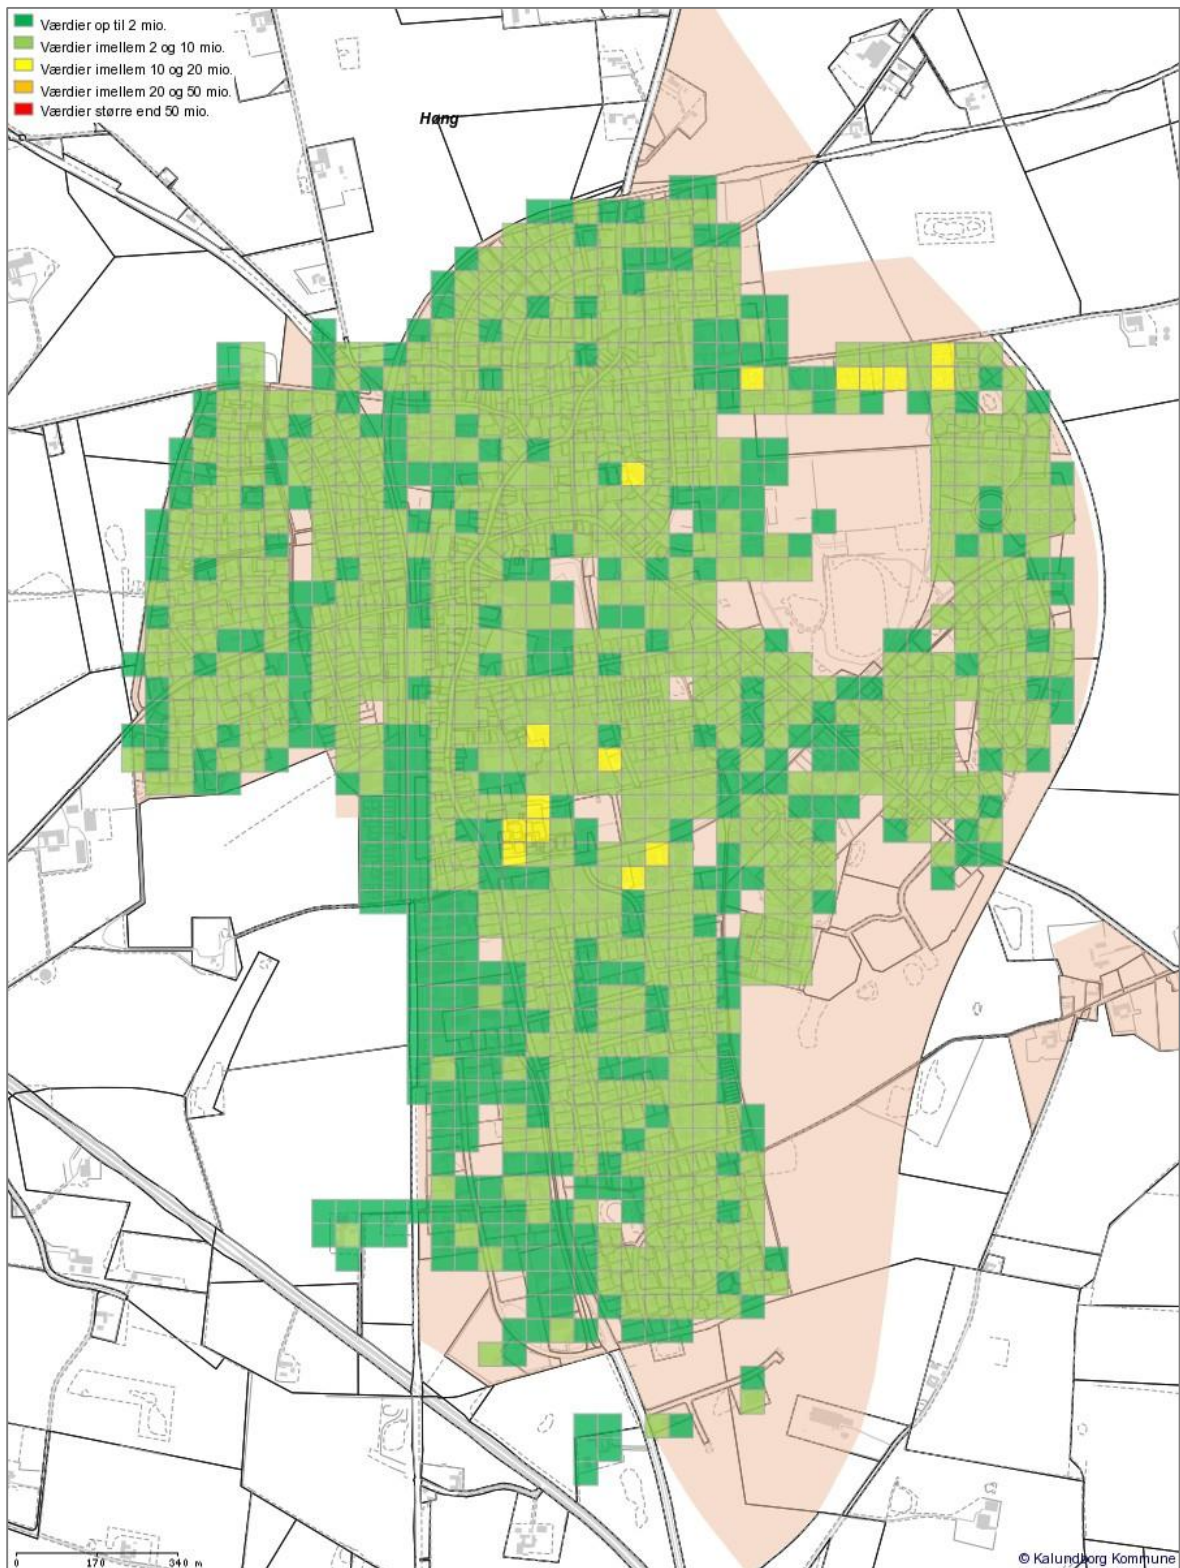 Værdier op til 2 mio.
Værdier imellem 2 og 10 mio.
Værdier imellem 10 og 20 mio.
Værdier imellem 20 og 50 mio.
Værdier større end 50 mio.
Høng
0 170 340 m
© Kalundborg Kommune